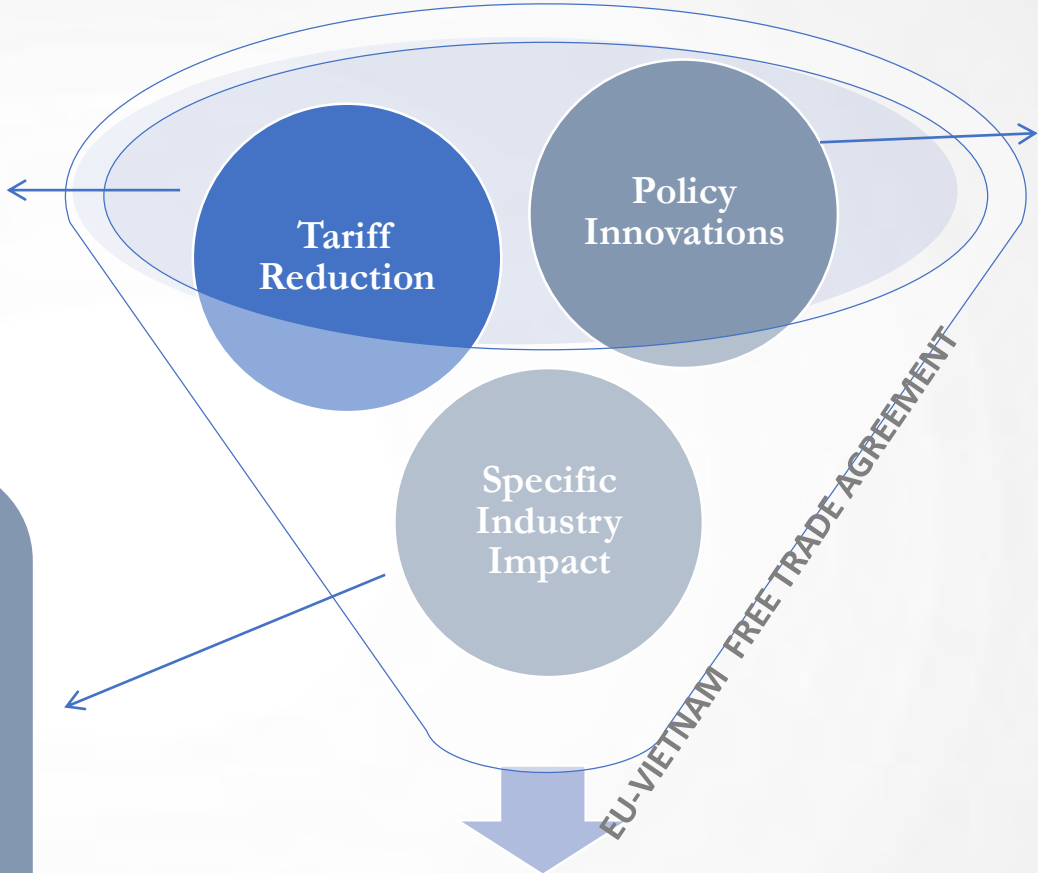 Tariff
Reduction
Policy
Innovations
Specific
Industry
Impact
EU-VIETNAM FREE TRADE AGREEMENT